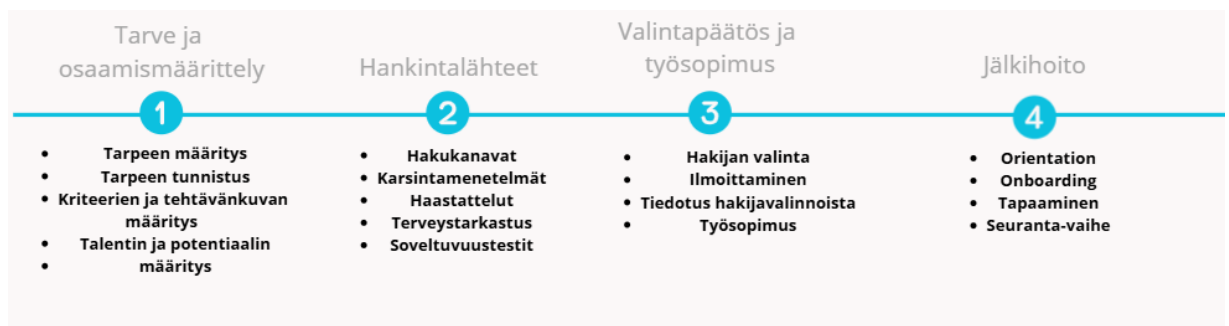 Tarve ja
osaamismäärittely
1
• Tarpeen määritys
• Tarpeen tunnistus
• Kriteerien ja tehtävänkuvan
määritys
• Talentin ja potentiaalin
• määritys
Hankintalähteet
2
• Hakukanavat
• Karsintamenetelmät
• Haastattelut
• Terveystarkastus
• Soveltuvuustestit
Valintapäätös ja
työsopimus
3
• Hakijan valinta
• Ilmoittaminen
• Tiedotus hakijavalinnoista
• Työsopimus
Jälkihoito
4
• Orientation
• Onboarding
• Tapaaminen
• Seuranta-vaihe